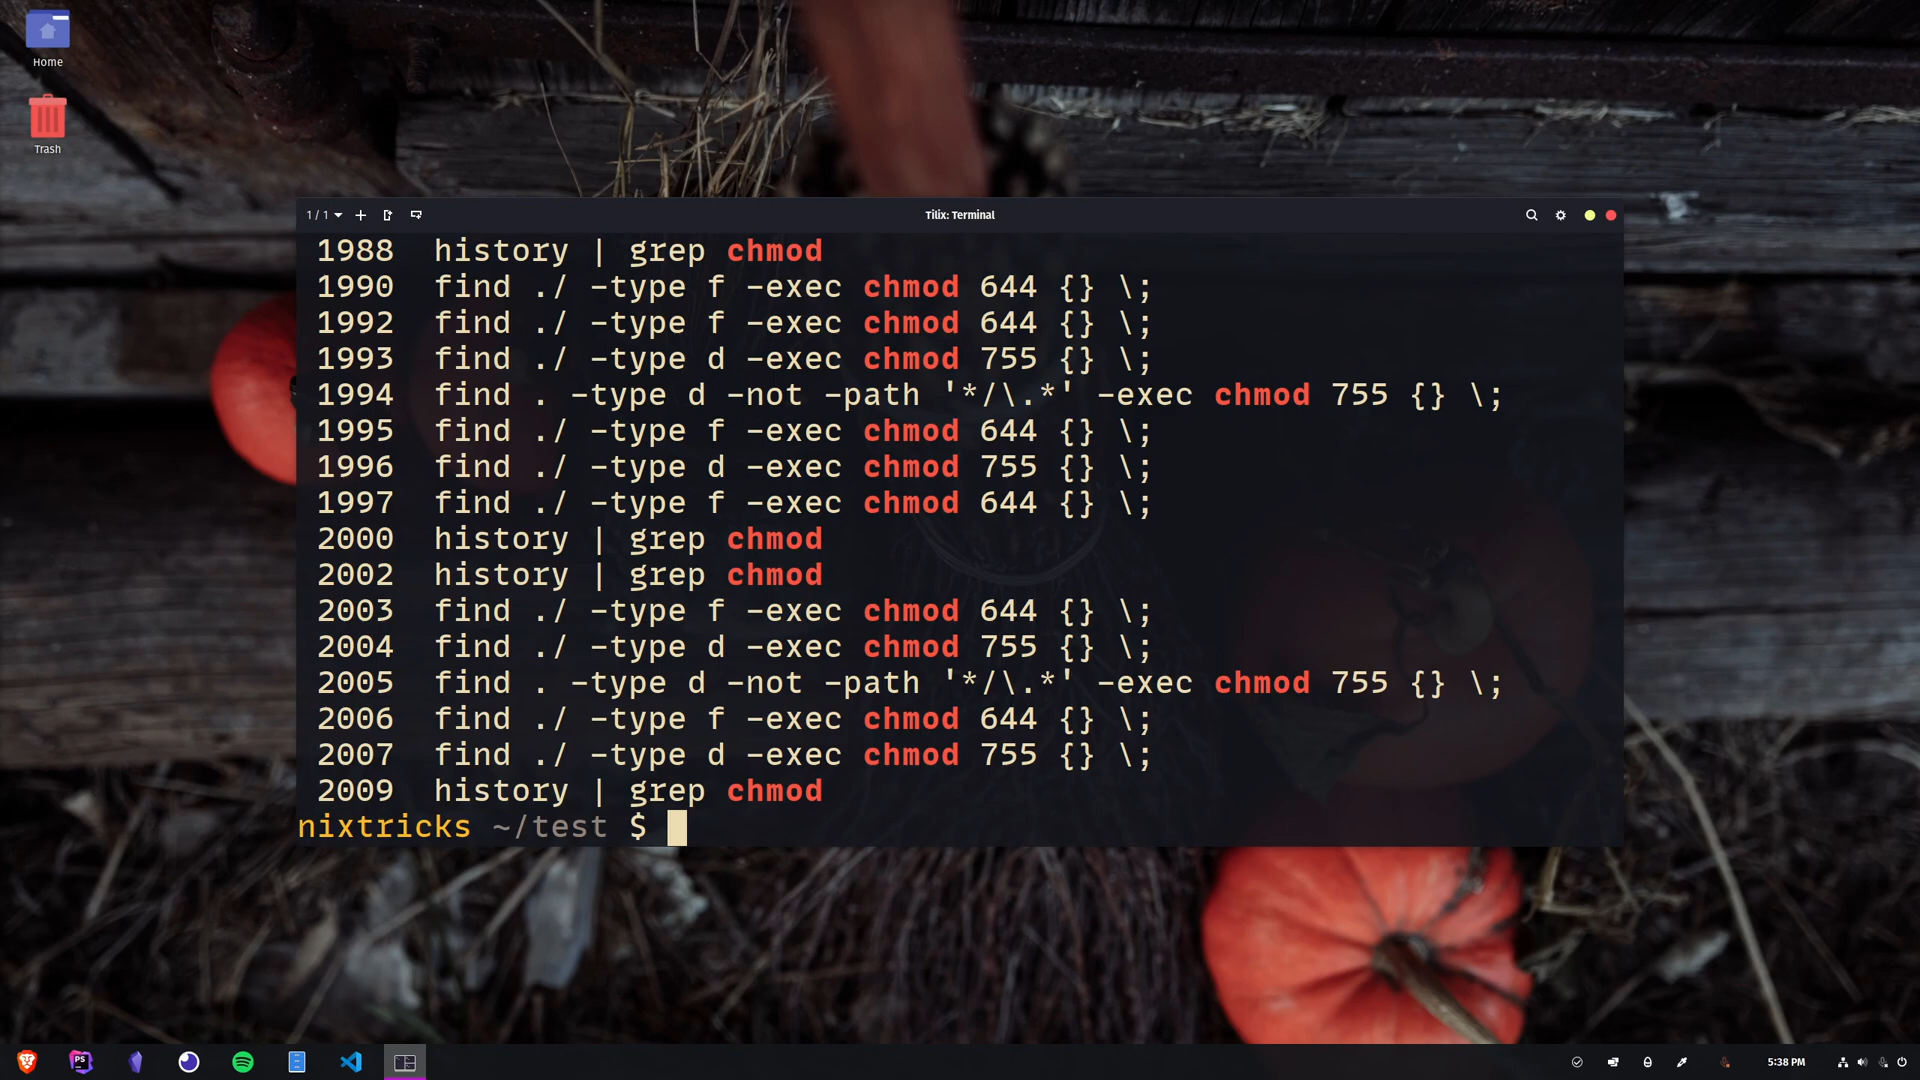 Home
Trash
1 / 1
Tilix: Terminal
1988  history | grep chmod
1990  find ./ -type f -exec chmod 644 {} \;
1992  find ./ -type f -exec chmod 644 {} \;
1993  find ./ -type d -exec chmod 755 {} \;
1994  find . -type d -not -path '*/\.*' -exec chmod 755 {} \;
1995  find ./ -type f -exec chmod 644 {} \;
1996  find ./ -type d -exec chmod 755 {} \;
1997  find ./ -type f -exec chmod 644 {} \;
2000  history | grep chmod
2002  history | grep chmod
2003  find ./ -type f -exec chmod 644 {} \;
2004  find ./ -type d -exec chmod 755 {} \;
2005  find . -type d -not -path '*/\.*' -exec chmod 755 {} \;
2006  find ./ -type f -exec chmod 644 {} \;
2007  find ./ -type d -exec chmod 755 {} \;
2009  history | grep chmod
nixtricks ~/test $
PS
5:38 PM